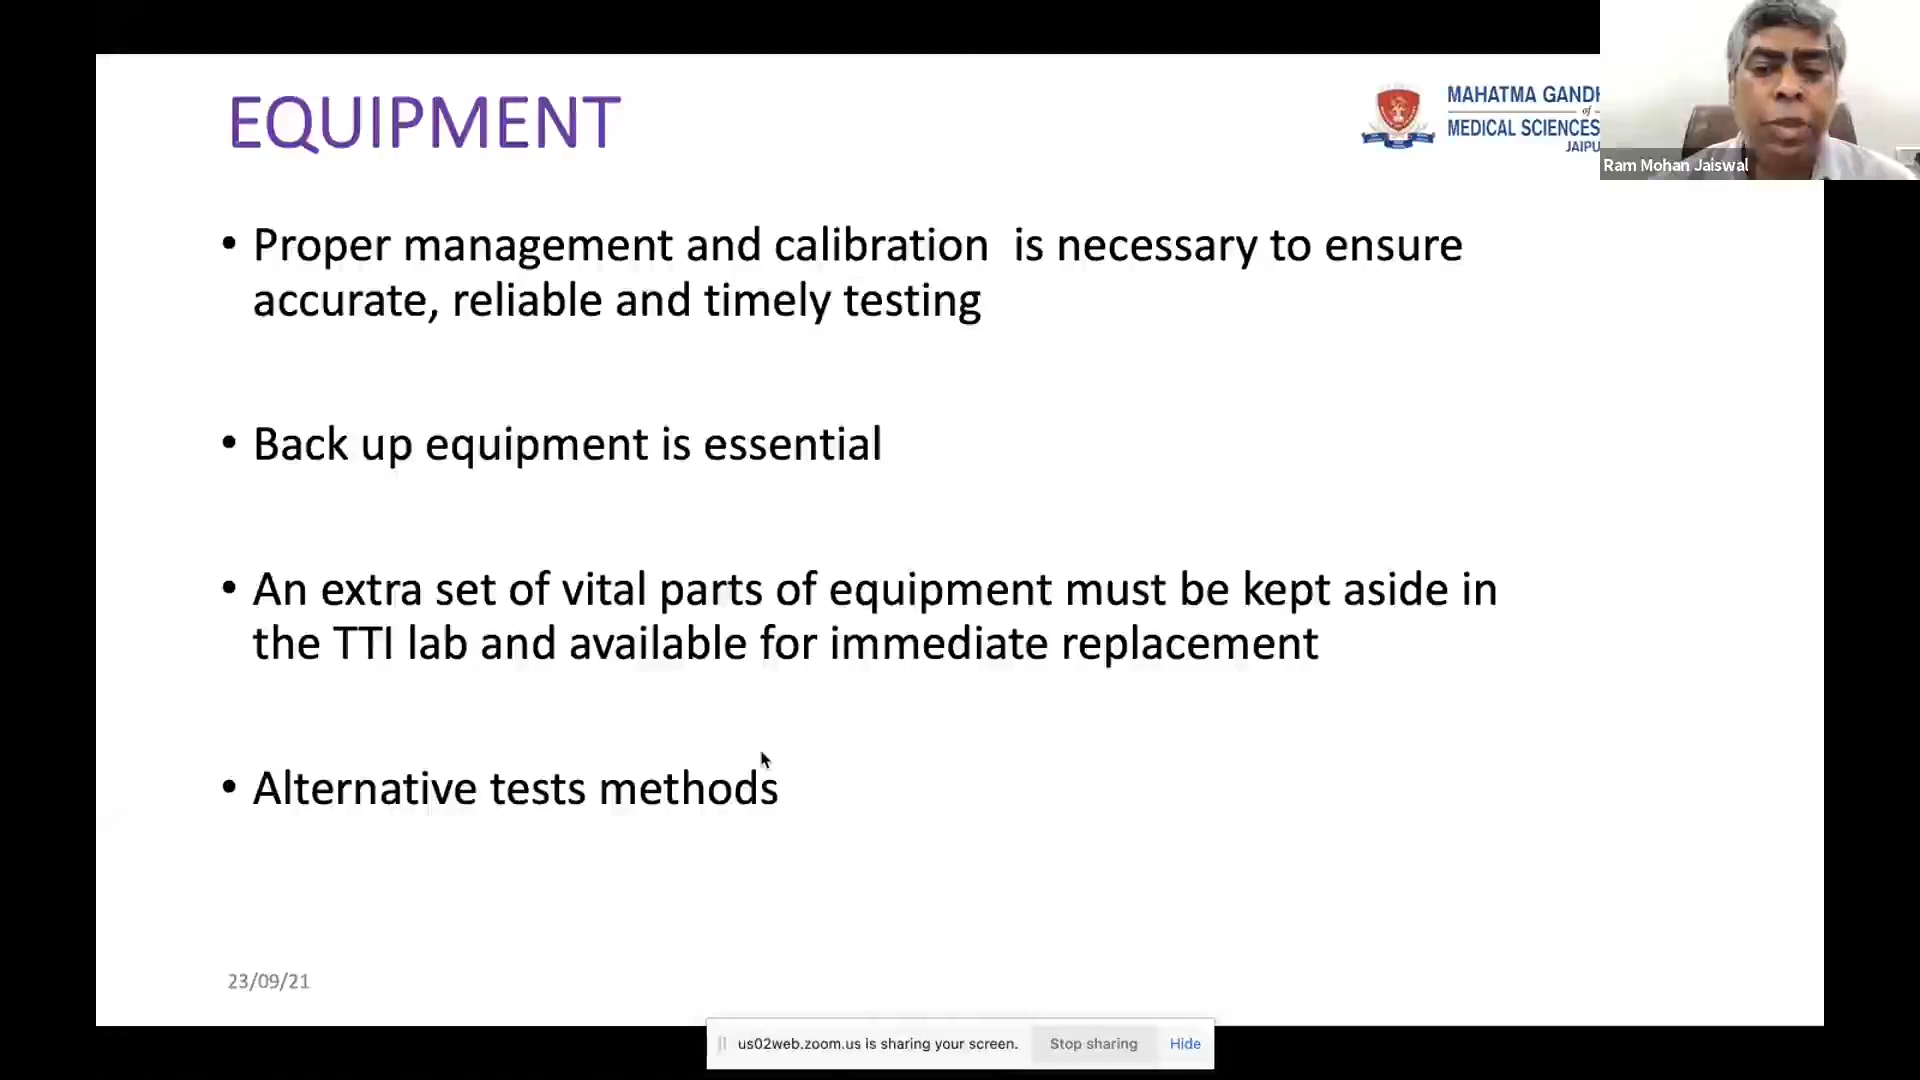 EQUIPMENT
MAHATMA GANDH
of
MEDICAL SCIENCES
JAIPU
Ram Mohan Jaiswal
• Proper management and calibration  is necessary to ensure
accurate, reliable and timely testing
• Back up equipment is essential
• An extra set of vital parts of equipment must be kept aside in
the TTI lab and available for immediate replacement
• Alternative tests methods
23/09/21
us02web.zoom.us is sharing your screen. Stop sharing Hide